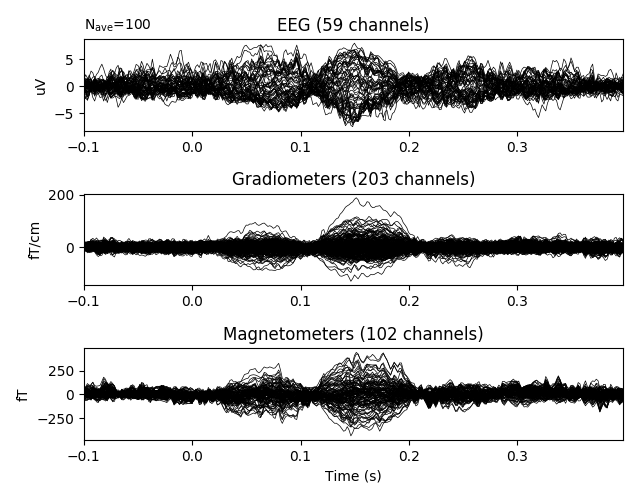 N_ave=100
EEG (59 channels)
uV
5
0
−5
−0.1 0.0 0.1 0.2 0.3
Gradiometers (203 channels)
fT/cm
200
0
−0.1 0.0 0.1 0.2 0.3
Magnetometers (102 channels)
fT
250
0
−250
−0.1 0.0 0.1 0.2 0.3
Time (s)